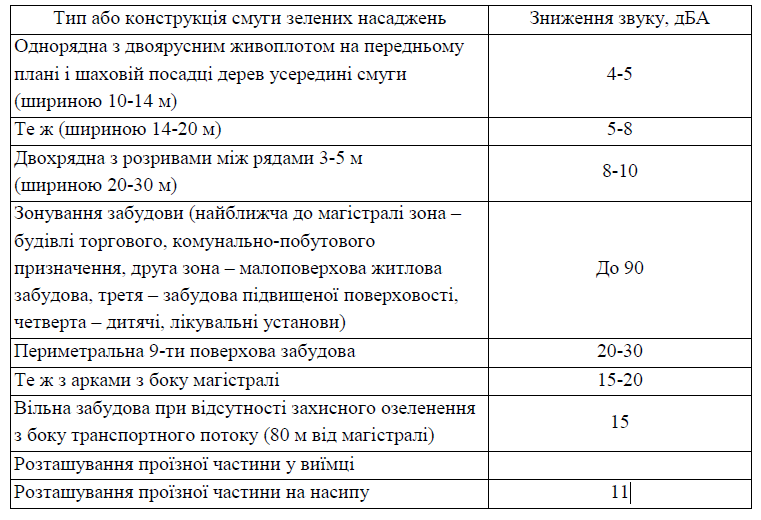 Тип або конструкція смуги зелених насаджень
Зниження звуку, дБА
Однорядна з двоярусним живоплотом на передньому
плані і шаховій посадці дерев усередині смуги
(шириною 10-14 м)
4-5
Те ж (шириною 14-20 м)
5-8
Двохрядна з розривами між рядами 3-5 м
(шириною 20-30 м)
8-10
Зонування забудови (найближча до магістралі зона –
будівлі торгового, комунально-побутового
призначення, друга зона – малоповерхова житлова
забудова, третя – забудова підвищеної поверховості,
четверта – дитячі, лікувальні установи)
До 90
Периметральна 9-ти поверхова забудова
20-30
Те ж з арками з боку магістралі
15-20
Вільна забудова при відсутності захисного озеленення
з боку транспортного потоку (80 м від магістралі)
15
Розташування проїзної частини у виїмці
Розташування проїзної частини на насипу
11